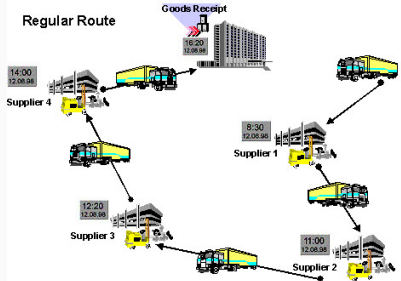 Regular Route
Goods Receipt
16:20
12.08.98
14:00
12.08.98
Supplier 4
8:30
12.08.98
Supplier 1
12:20
12.08.98
Supplier 3
11:00
12.08.98
Supplier 2